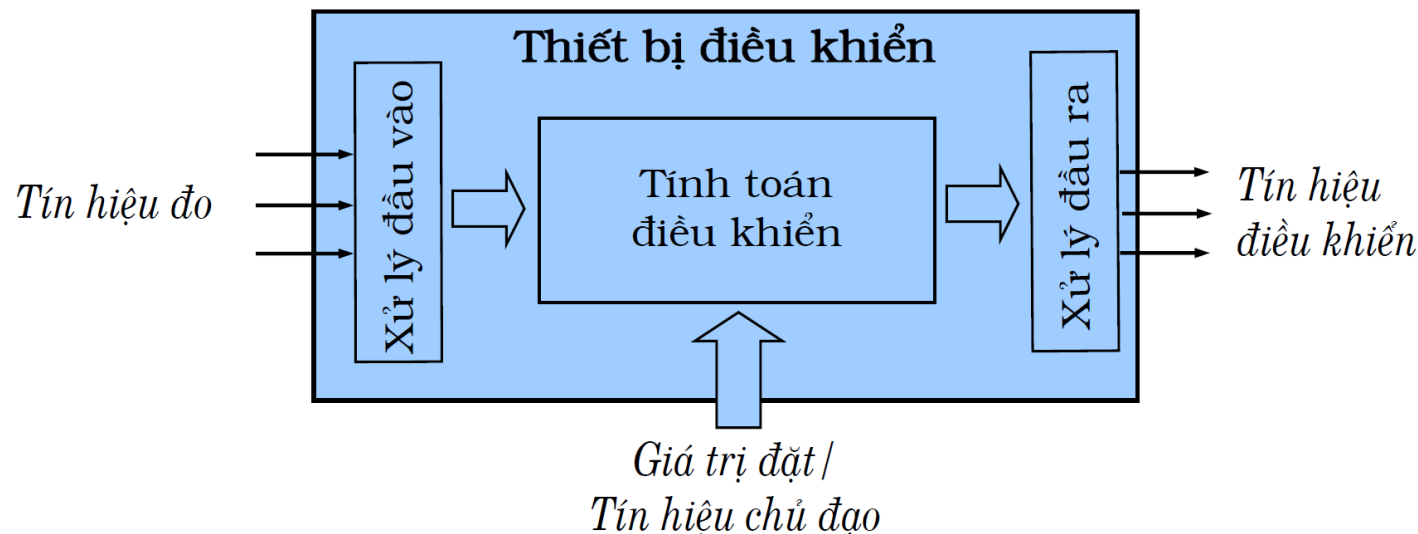 Thiết bị điều khiển
Tín hiệu đo
Xử lý đầu vào
Tính toán
điều khiển
Xử lý đầu ra
Tín hiệu
điều khiển
Giá trị đặt/
Tín hiệu chủ đạo